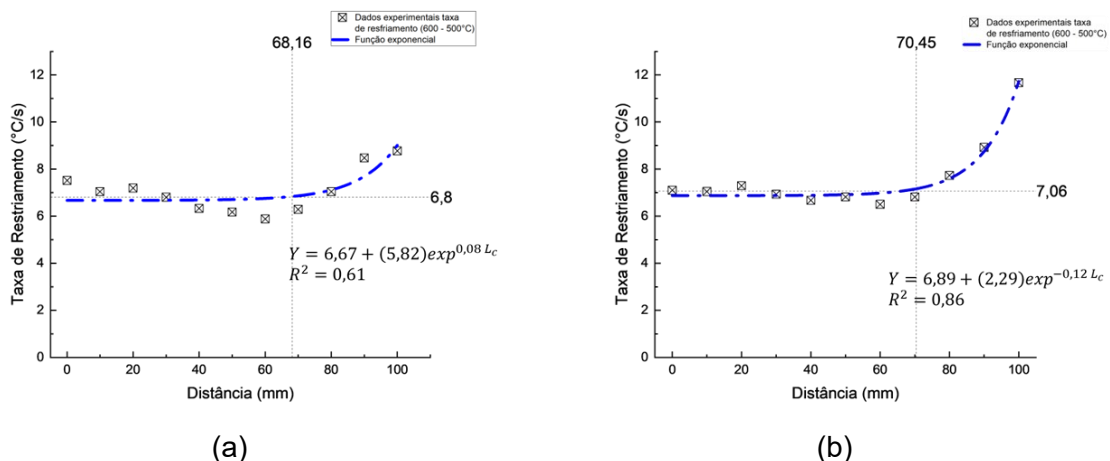 Dados experimentais taxa
de resfriamento (600 - 500°C)
Função exponencial
68,16
12
10
8
6
4
2
0
Taxa de Restriamento (°C/s)
6,8
Y = 6,67 + (5,82)exp^{0,08 L_c}
R² = 0,61
0 20 40 60 80 100
Distância (mm)
(a)
Dados experimentais taxa
de resfriamento (600 - 500°C)
Função exponencial
70,45
12
10
8
6
4
2
0
Taxa de Restriamento (°C/s)
7,06
Y = 6,89 + (2,29)exp^{-0,12 L_c}
R² = 0,86
0 20 40 60 80 100
Distância (mm)
(b)